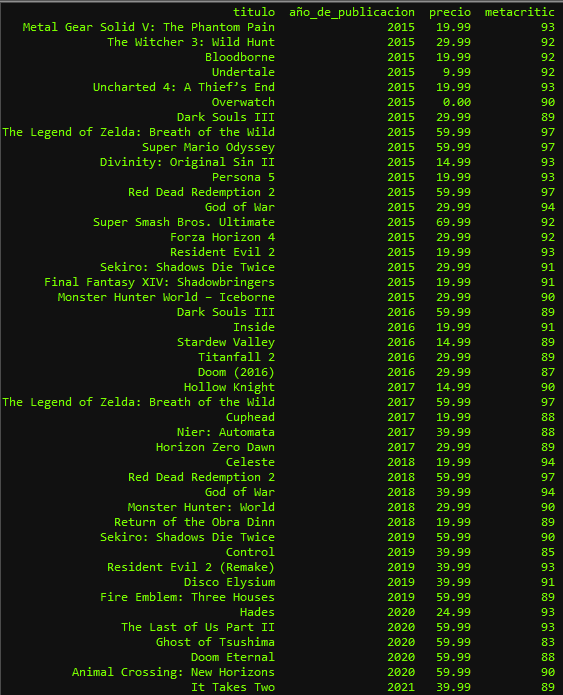 titulo año_de_publicacion precio metacritic
Metal Gear Solid V: The Phantom Pain 2015 19.99 93
The Witcher 3: Wild Hunt 2015 29.99 92
Bloodborne 2015 19.99 92
Undertale 2015 9.99 92
Uncharted 4: A Thief’s End 2015 19.99 93
Overwatch 2015 0.00 90
Dark Souls III 2015 29.99 89
The Legend of Zelda: Breath of the Wild 2015 59.99 97
Super Mario Odyssey 2015 59.99 97
Divinity: Original Sin II 2015 14.99 93
Persona 5 2015 19.99 93
Red Dead Redemption 2 2015 59.99 97
God of War 2015 29.99 94
Super Smash Bros. Ultimate 2015 69.99 92
Forza Horizon 4 2015 29.99 92
Resident Evil 2 2015 19.99 93
Sekiro: Shadows Die Twice 2015 29.99 91
Final Fantasy XIV: Shadowbringers 2015 19.99 91
Monster Hunter World – Iceborne 2015 29.99 90
Dark Souls III 2016 59.99 89
Inside 2016 19.99 91
Stardew Valley 2016 14.99 89
Titanfall 2 2016 29.99 89
Doom (2016) 2016 29.99 87
Hollow Knight 2017 14.99 90
The Legend of Zelda: Breath of the Wild 2017 59.99 97
Cuphead 2017 19.99 88
Nier: Automata 2017 39.99 88
Horizon Zero Dawn 2017 29.99 89
Celeste 2018 19.99 94
Red Dead Redemption 2 2018 59.99 97
God of War 2018 39.99 94
Monster Hunter: World 2018 29.99 90
Return of the Obra Dinn 2018 19.99 89
Sekiro: Shadows Die Twice 2019 59.99 90
Control 2019 39.99 85
Resident Evil 2 (Remake) 2019 39.99 93
Disco Elysium 2019 39.99 91
Fire Emblem: Three Houses 2019 59.99 89
Hades 2020 24.99 93
The Last of Us Part II 2020 59.99 93
Ghost of Tsushima 2020 59.99 83
Doom Eternal 2020 59.99 88
Animal Crossing: New Horizons 2020 59.99 90
It Takes Two 2021 39.99 89